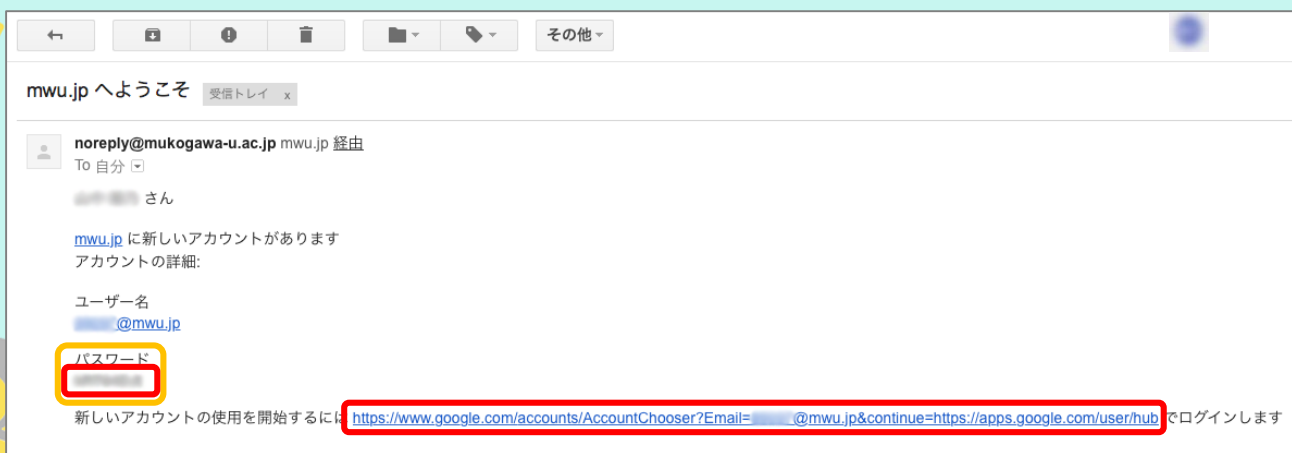 その他
mwu.jp へようこそ 受信トレイ x
noreply@mukogawa-u.ac.jp mwu.jp 経由
To 自分
さん
mwu.jp に新しいアカウントがあります
アカウントの詳細:
ユーザー名
@mwu.jp
パスワード
新しいアカウントの使用を開始するには https://www.google.com/accounts/AccountChooser?Email= @mwu.jp&continue=https://apps.google.com/user/hub でログインします